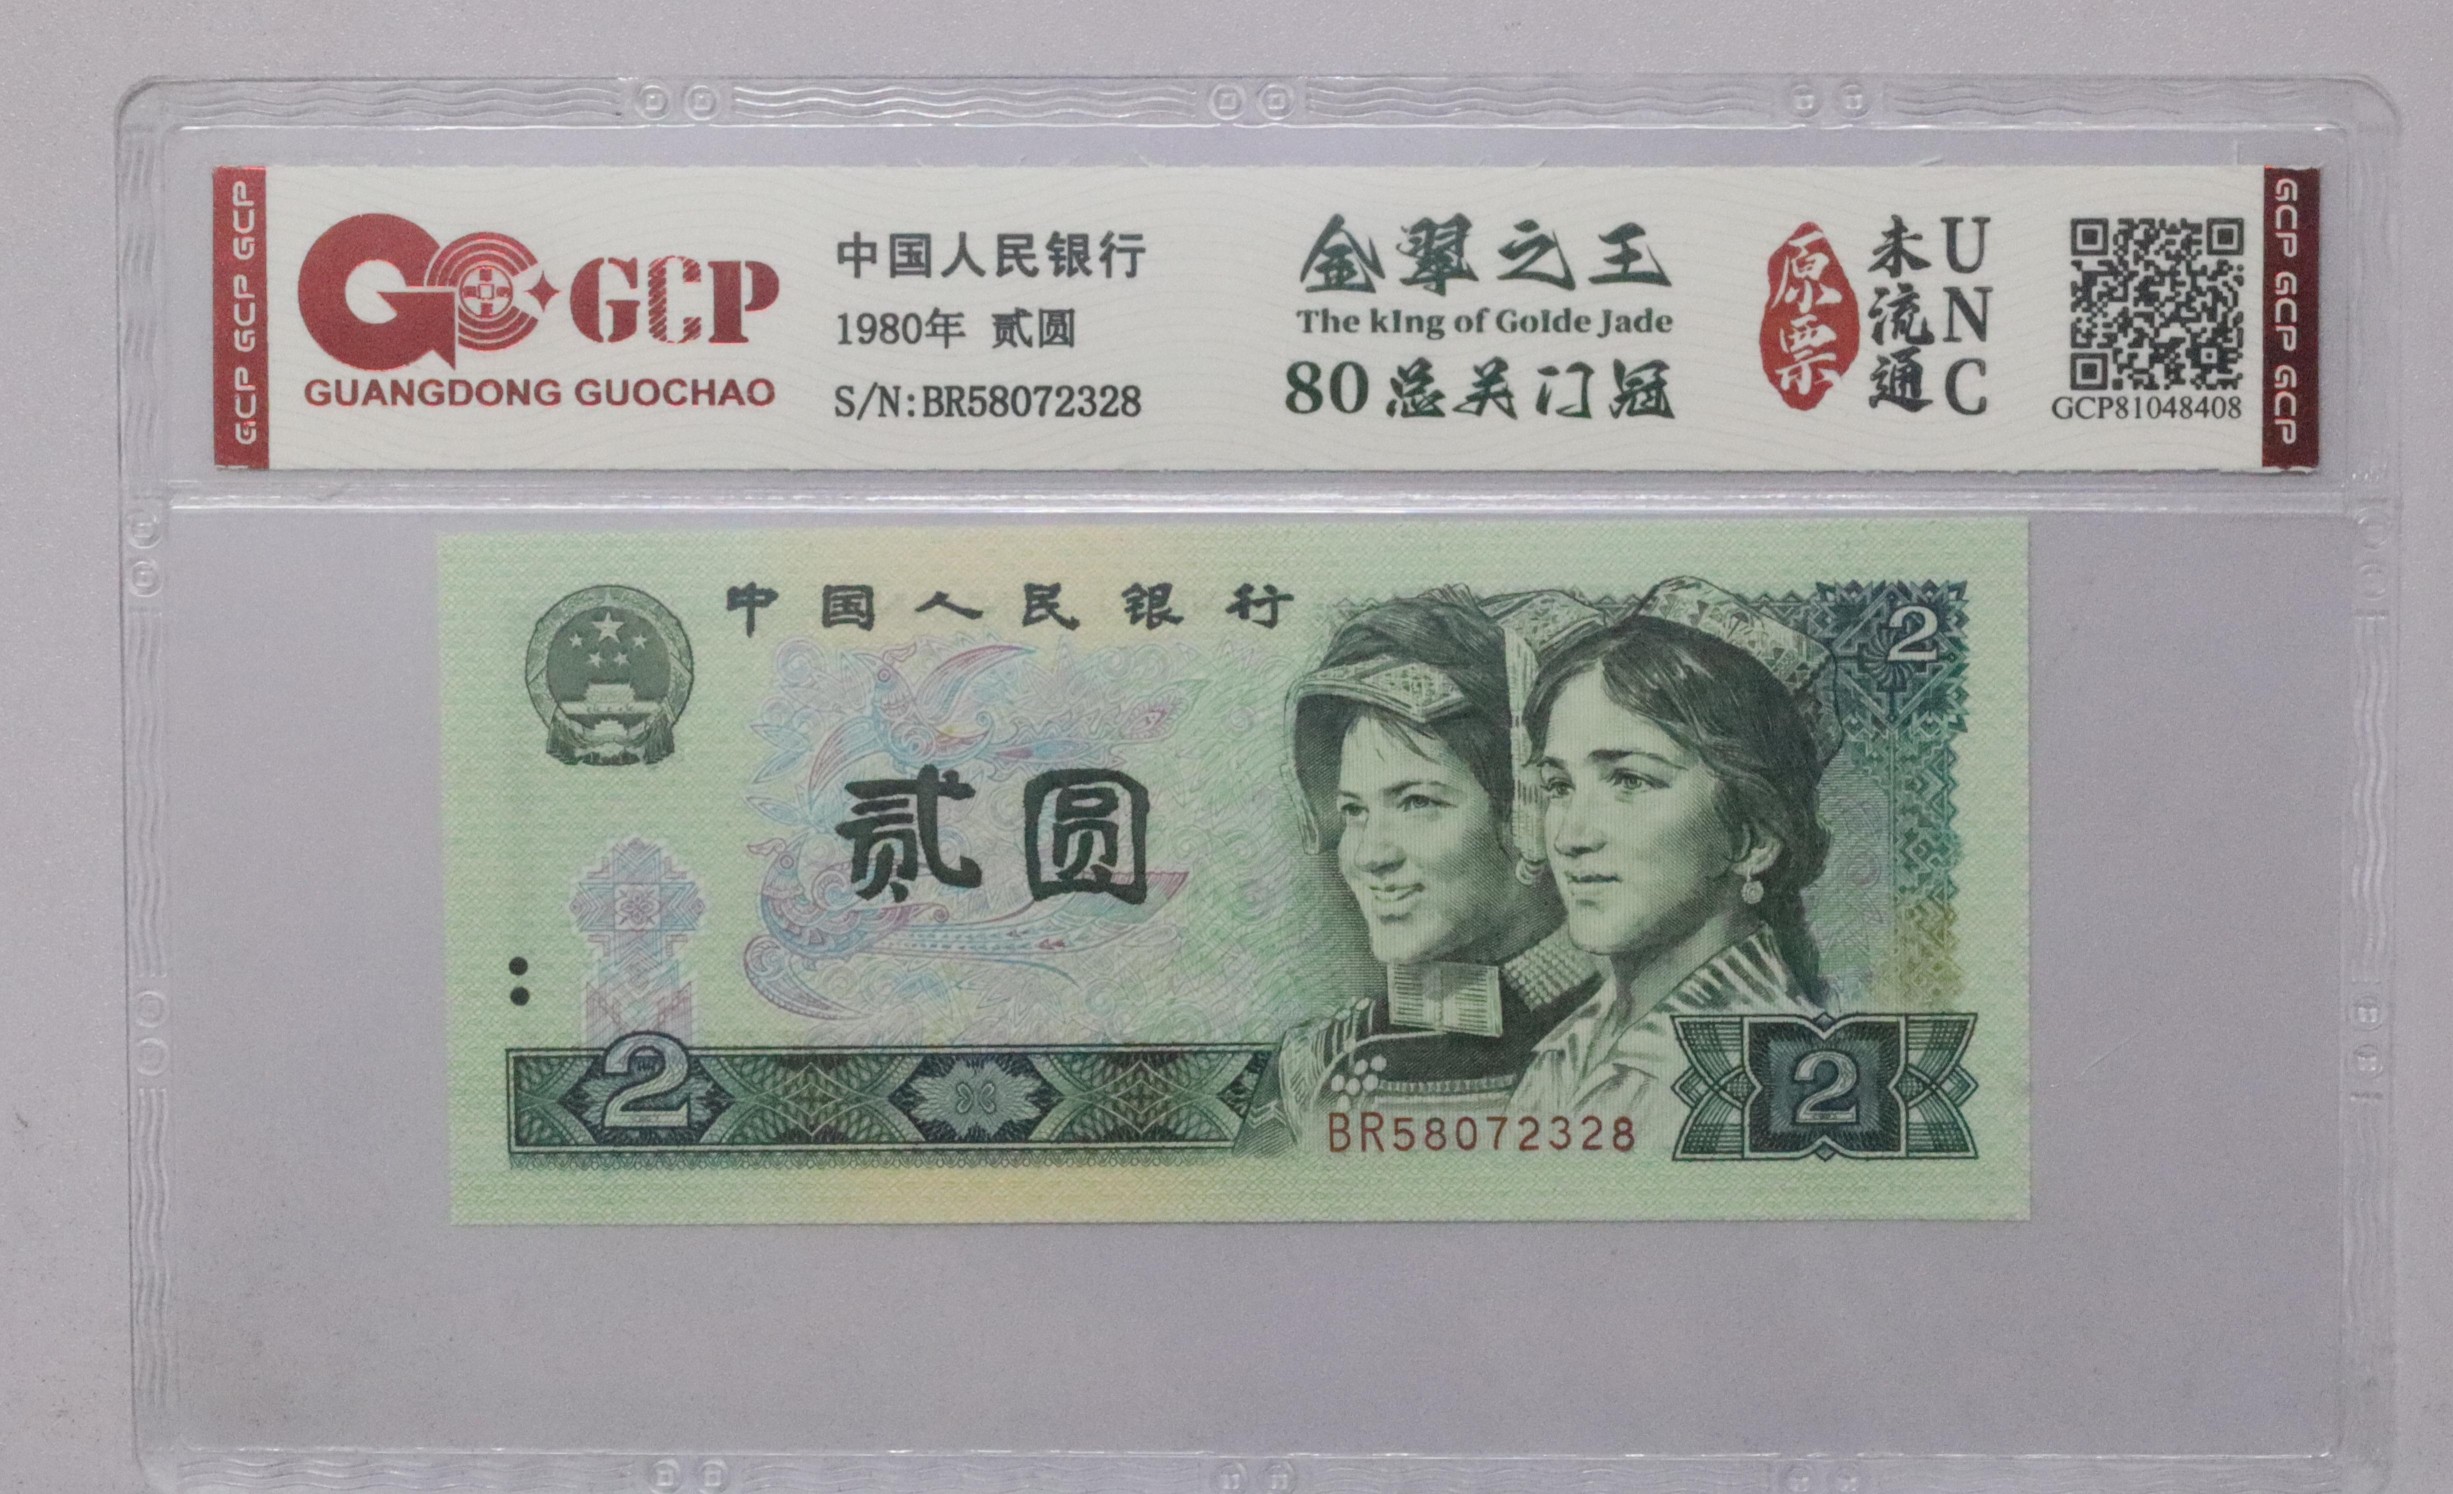 GCP GCP GCP
GCP
GUANGDONG GUOCHAO
中国人民银行
1980年 贰圆
S/N:BR58072328
金翠之王
The kIng of GoIde Jade
80总关门冠
原票
未流通
UNC
GCP81048408
GCP GCP GCP
中国人民银行
2
贰圆
2
BR58072328
2